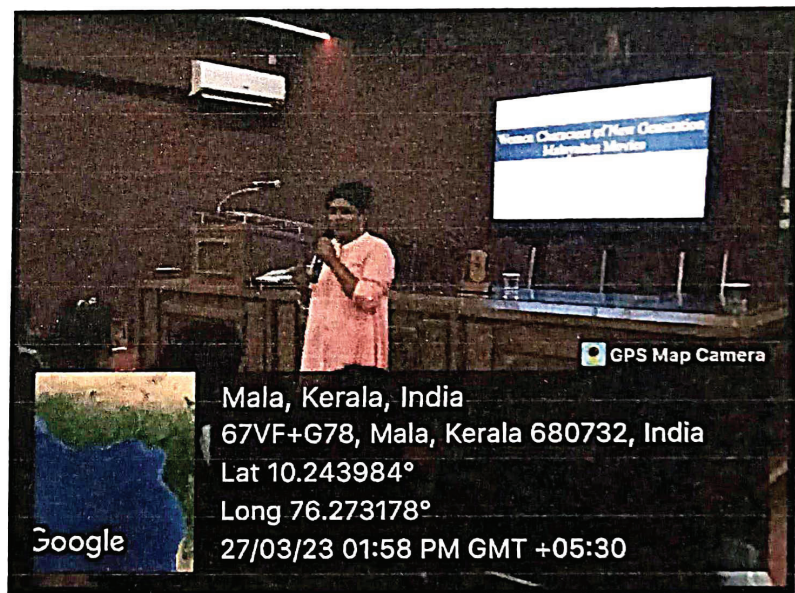 Women Characters of New Generation
Malayalam Movies
GPS Map Camera
Mala, Kerala, India
67VF+G78, Mala, Kerala 680732, India
Lat 10.243984°
Long 76.273178°
27/03/23 01:58 PM GMT +05:30
Google